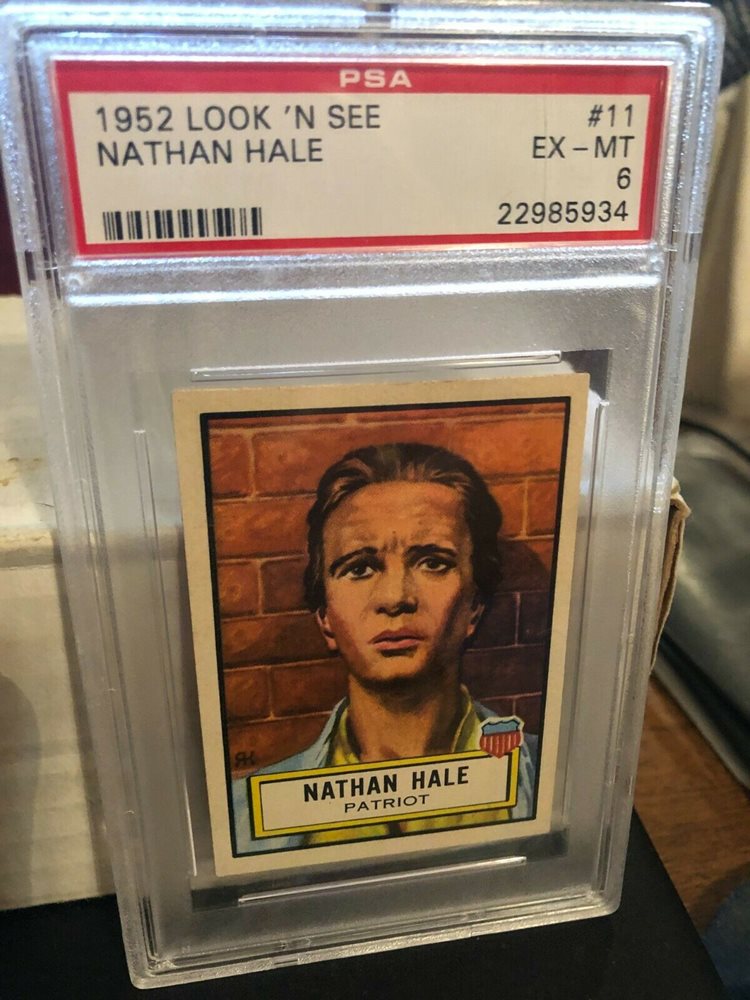 PSA
1952 LOOK 'N SEE #11
NATHAN HALE EX - MT
6
22985934
NATHAN HALE
PATRIOT